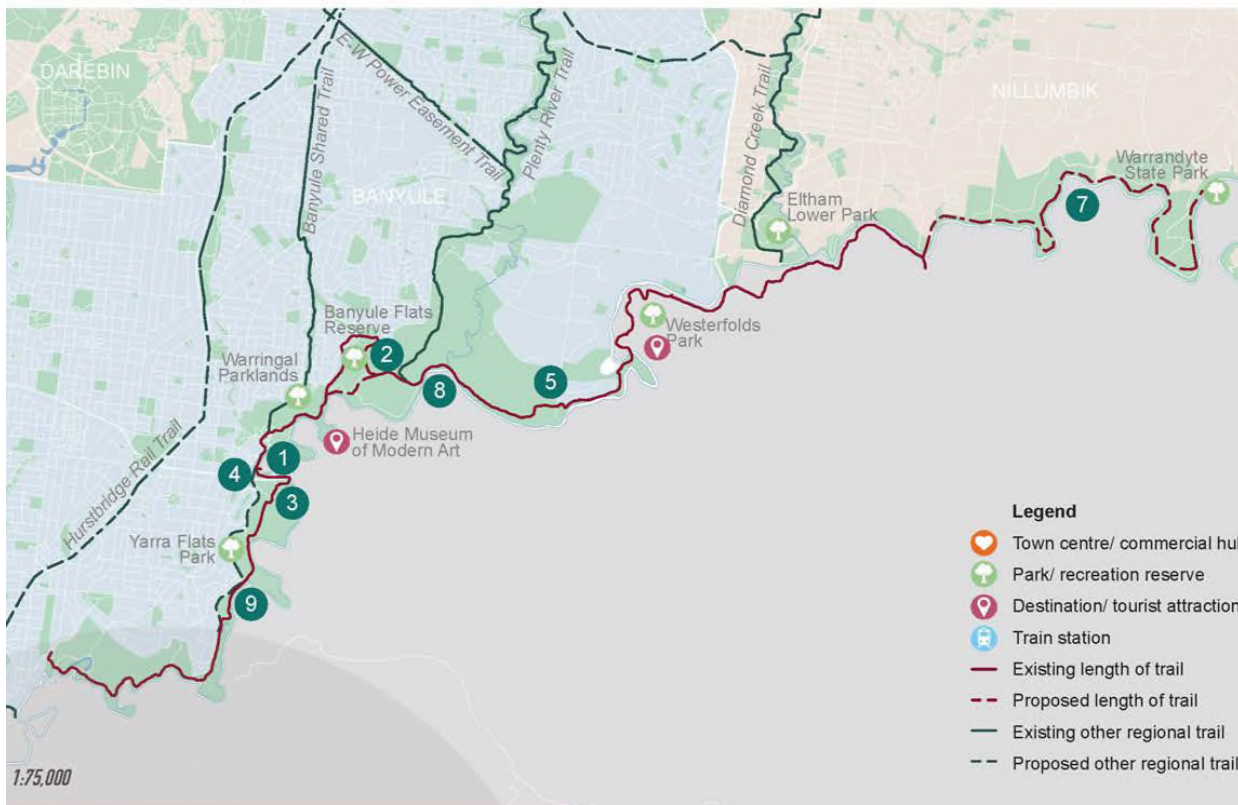 DAREBIN
E-W Power Easement Trail
Banyule Shared Trail
Plenty River Trail
BANYULE
Diamond Creek Trail
NILLUMBIK
Warrandyte
State Park
7
Eltham
Lower Park
Banyule Flats
Reserve
2
Westerfolds
Park
Warringal
Parklands
8
5
Hurstbridge Rail Trail
Heide Museum
of Modern Art
1
4
3
Yarra Flats
Park
9
Legend
Town centre/ commercial hu
Park/ recreation reserve
Destination/ tourist attraction
Train station
Existing length of trail
Proposed length of trail
Existing other regional trail
Proposed other regional trail
1:75,000